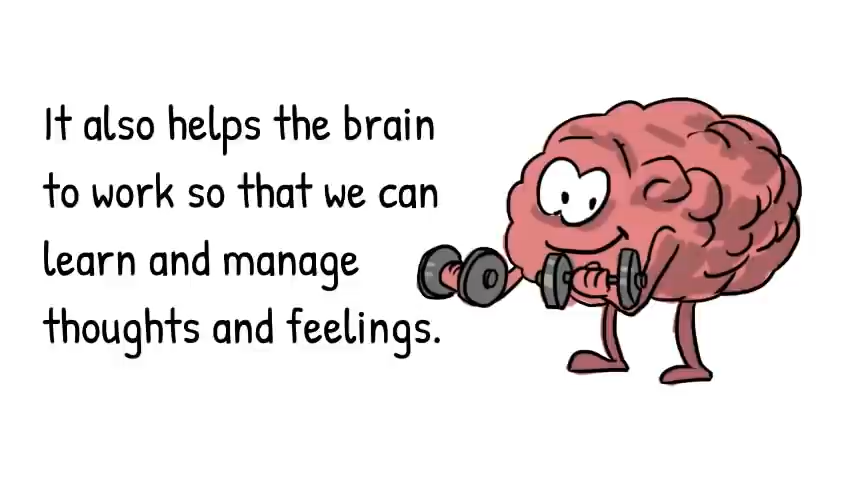 It also helps the brain
to work so that we can
learn and manage
thoughts and feelings.